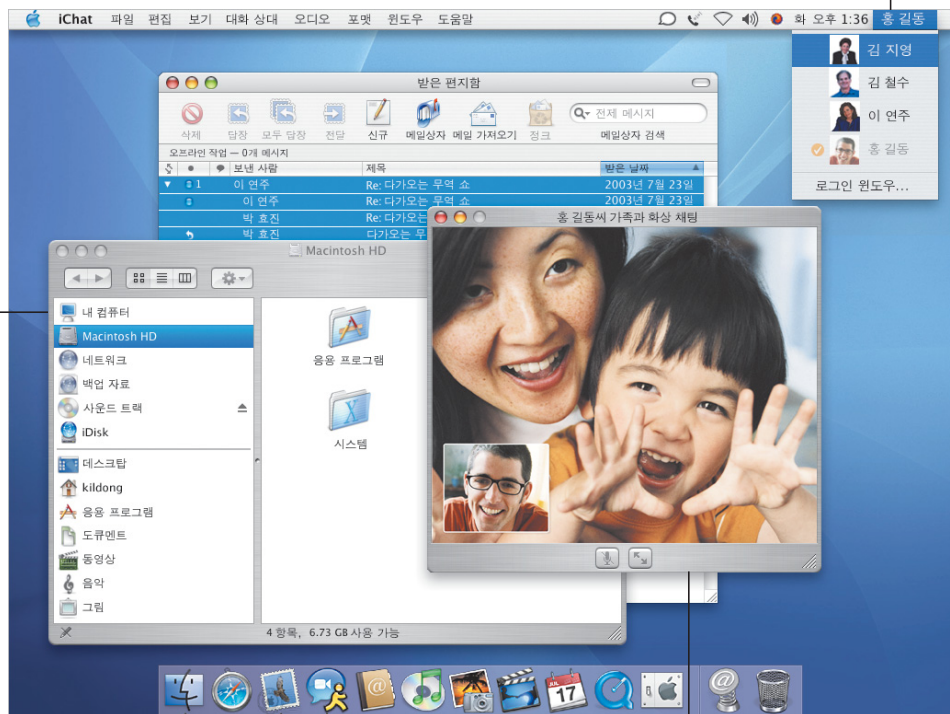 iChat 파일 편집 보기 대화 상대 오디오 포맷 윈도우 도움말 화 오후 1:36 홍 길동
김 지영
김 철수
이 연주
홍 길동
로그인 윈도우...
받은 편지함
삭제 답장 모두 답장 전달 신규 메일상자 메일 가져오기 정크 메일상자 검색
전체 메시지
오프라인 작업 — 0개 메시지
보낸 사람 제목 받은 날짜
1 이 연주 Re: 다가오는 무역 쇼 2003년 7월 23일
이 연주 Re: 다가오는 무역 쇼 2003년 7월 23일
박 효진 Re: 다가오는
박 효진 다가오는 무
홍 길동씨 가족과 화상 채팅
Macintosh HD
내 컴퓨터
Macintosh HD
네트워크
백업 자료
사운드 트랙
iDisk
데스크탑
kildong
응용 프로그램
도큐멘트
동영상
음악
그림
응용 프로그램
시스템
4 항목, 6.73 GB 사용 가능
JUL
17